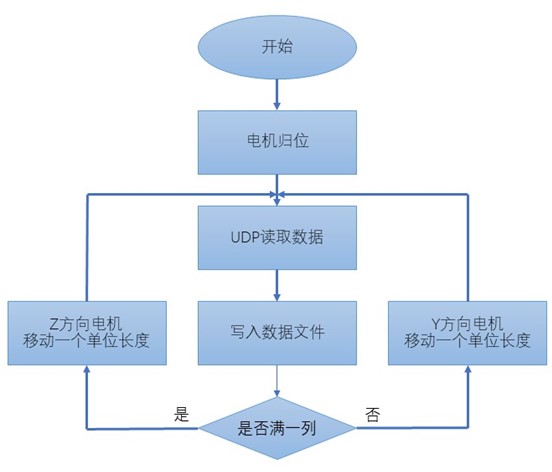 开始
电机归位
UDP读取数据
Z方向电机
移动一个单位长度
写入数据文件
Y方向电机
移动一个单位长度
是
是否满一列
否